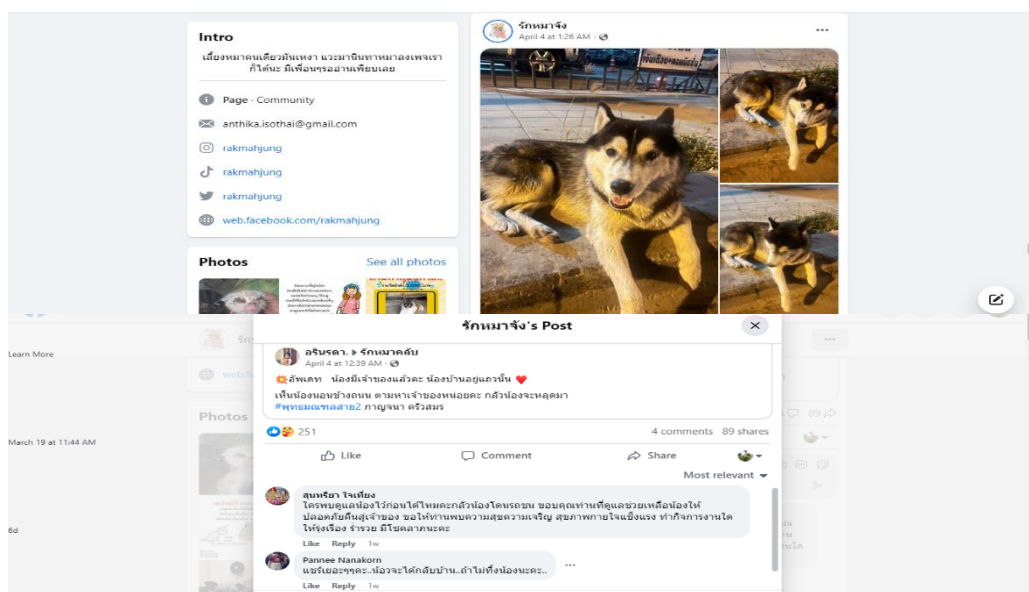 Intro
เลี้ยงหมาคนเดียวมันเหงา แวะมานินทาหมาลงเพจเรา
ก็ได้นะ มีเพื่อนๆรออ่านเพียบเลย
Page · Community
anthika.isothai@gmail.com
rakmahjung
rakmahjung
rakmahjung
web.facebook.com/rakmahjung
Photos
See all photos
รักหมาจัง
April 4 at 1:26 AM ·
รักหมาจัง's Post
Learn More
March 19 at 11:44 AM
6d
อรินรดา. ▸ รักหมาคลับ
April 4 at 12:39 AM ·
💥อัพเดท น้องมีเจ้าของแล้วคะ น้องบ้านอยู่แถวนั้น ❤️
เห็นน้องนอนข้างถนน ตามหาเจ้าของหน่อยคะ กลัวน้องจะหลุดมา
#พุทธมณฑลสาย2 กาญจนา ครัวสมร
251
4 comments 89 shares
Like
Comment
Share
Most relevant
สุนทรียา ใจเที่ยง
ใครพบดูแลน้องไว้ก่อนได้ไหมคะกลัวน้องโดนรถชน ขอบคุณท่านที่ดูแลช่วยเหลือน้องให้
ปลอดภัยคืนสู่เจ้าของ ขอให้ท่านพบความสุขความเจริญ สุขภาพกายใจแข็งแรง ทำกิจการงานใด
ให้รุ่งเรือง ร่ำรวย มีโชคลาภนะคะ
Like Reply 1w
Pannee Nanakorn
แชร์เยอะๆๆคะ..น้อวจะได้กลับบ้าน..ถ้าไม่ทิ้งน้องนะคะ..
Like Reply 1w
Photos
89